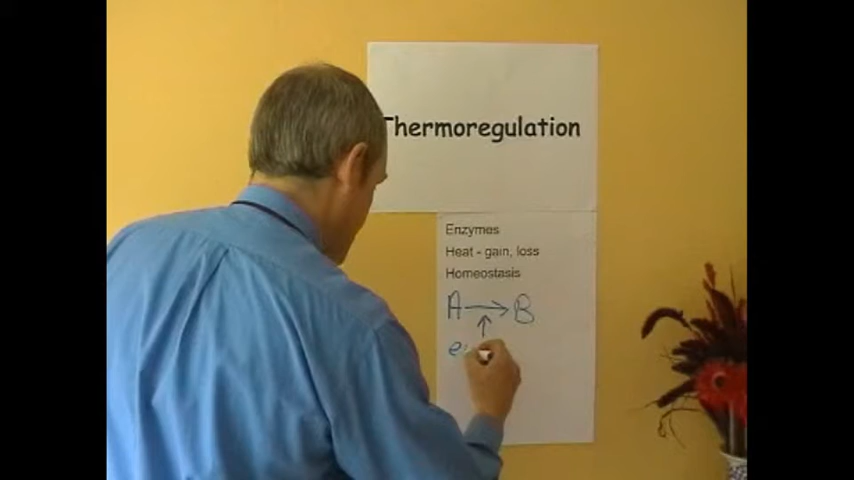 Thermoregulation
Enzymes
Heat - gain, loss
Homeostasis
A → B
↑
e